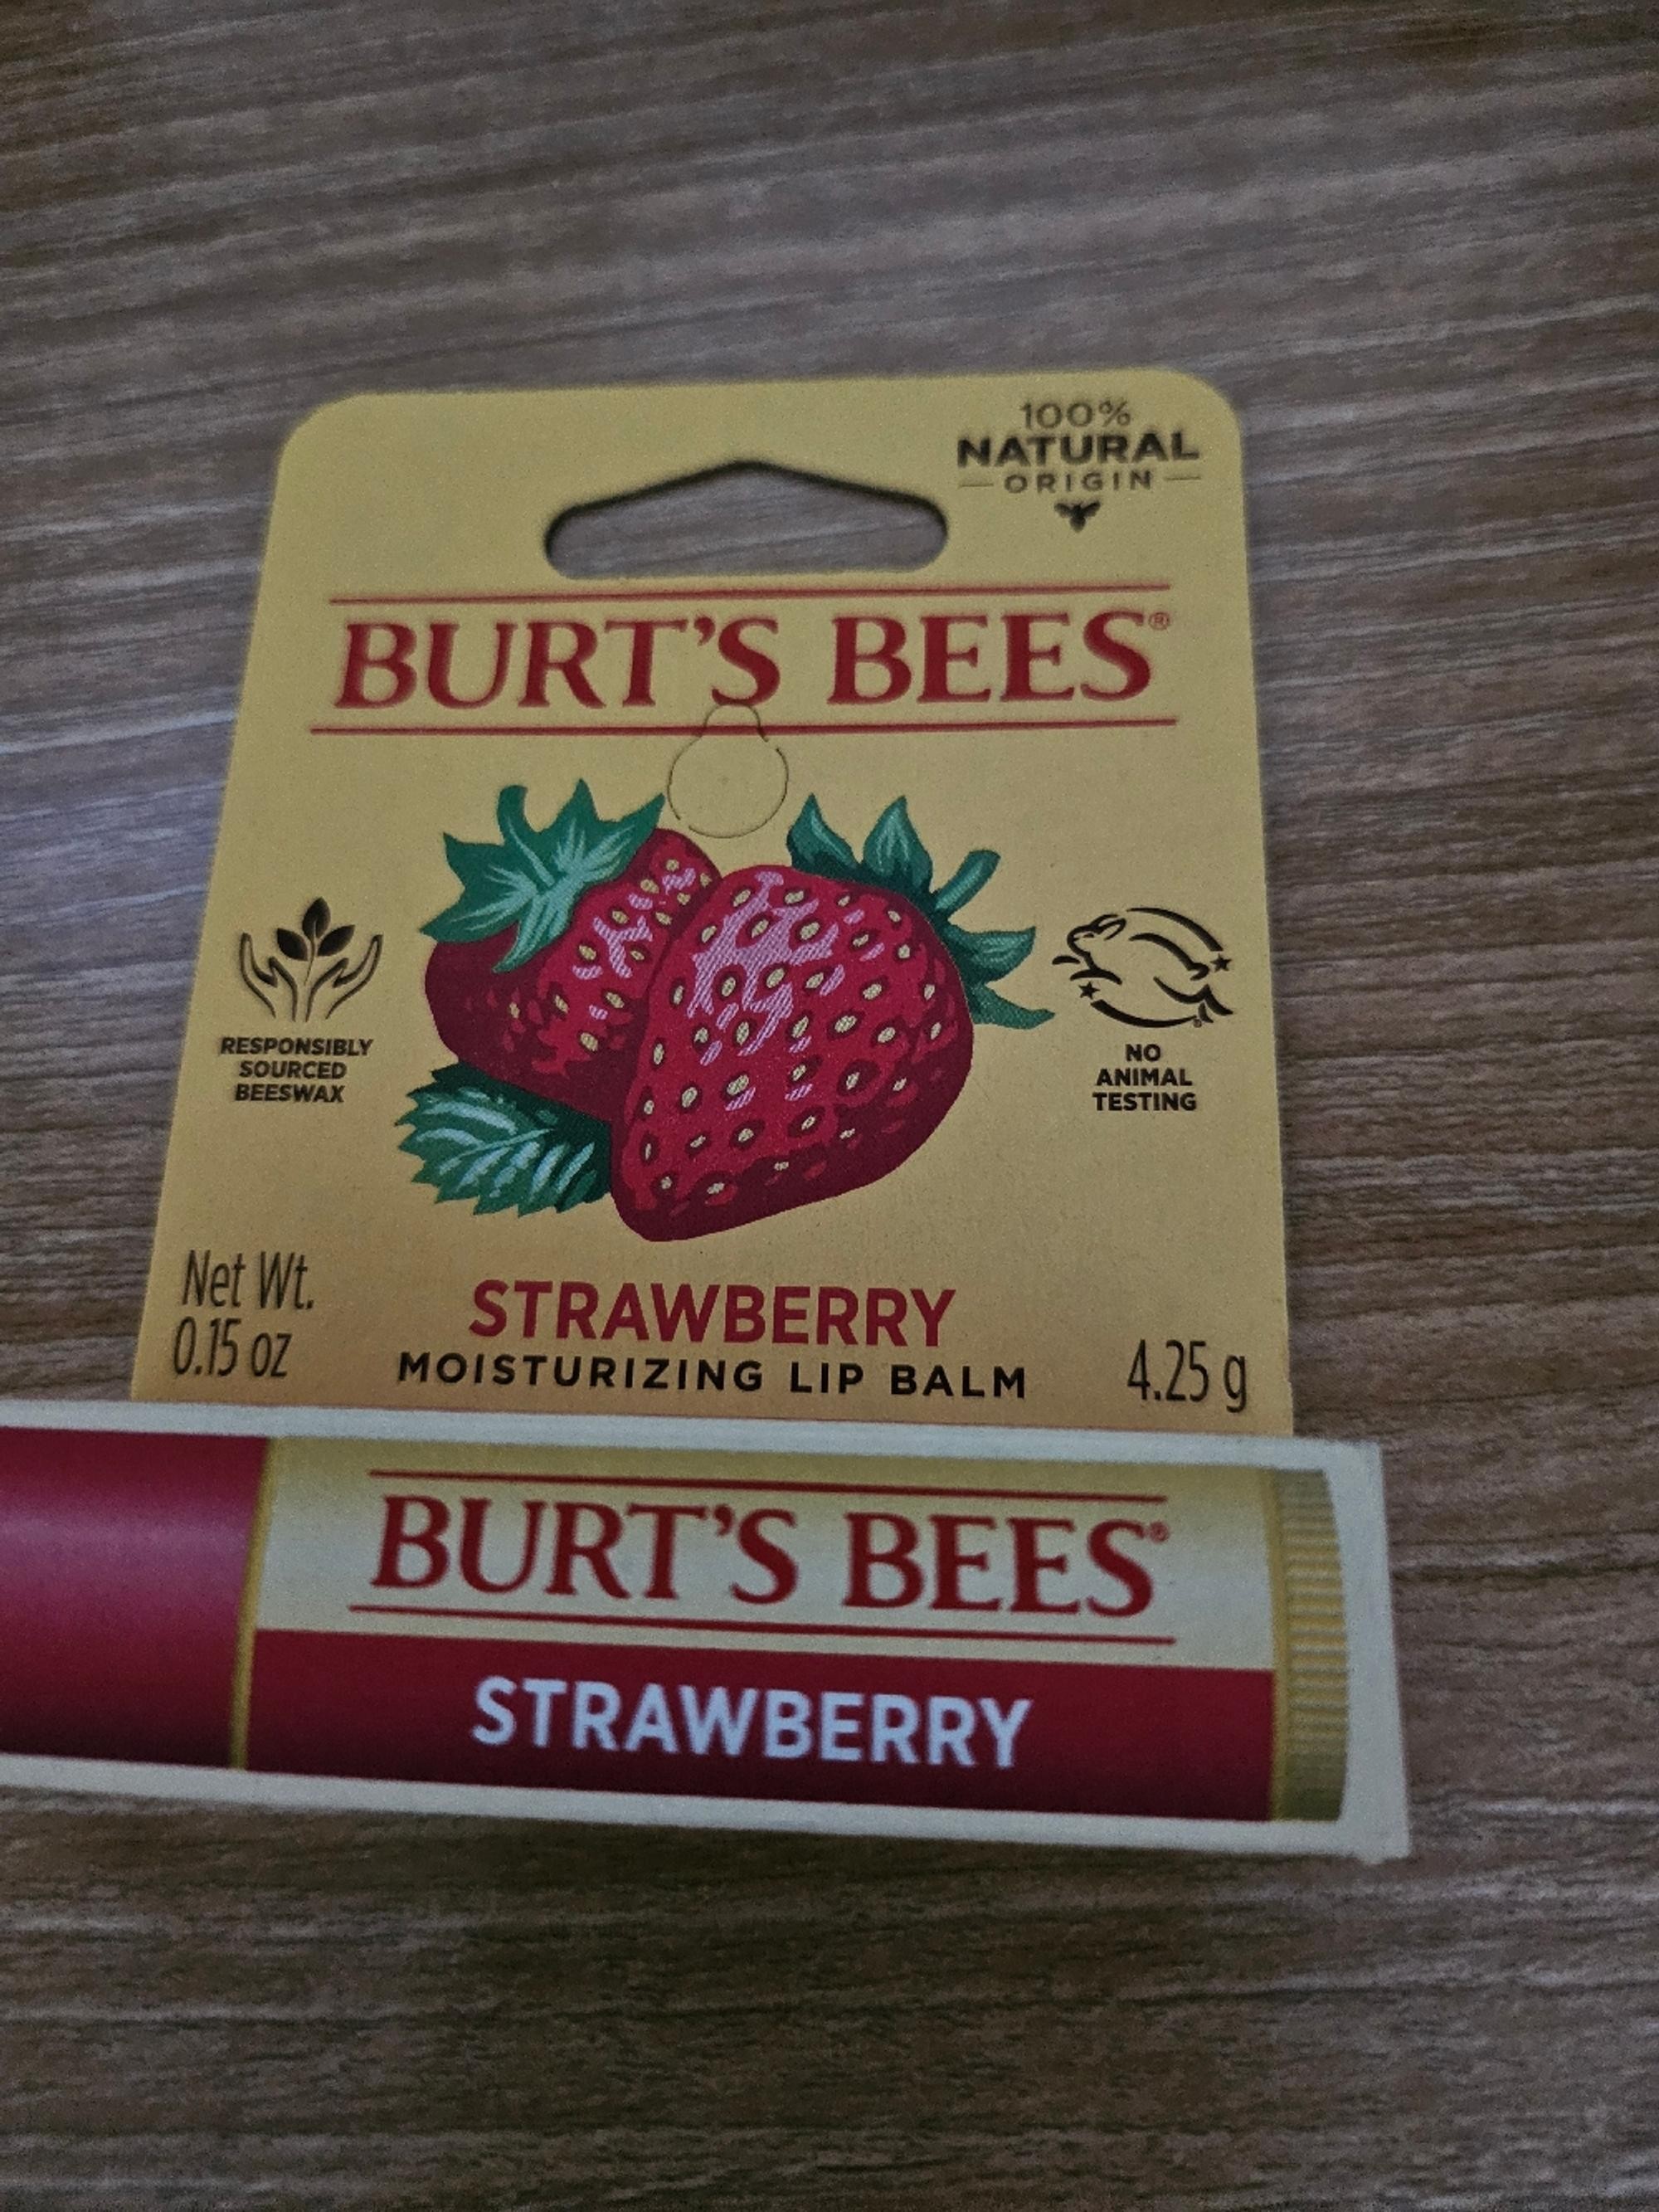 100%
NATURAL
ORIGIN
BURT'S BEES®
RESPONSIBLY
SOURCED
BEESWAX
NO
ANIMAL
TESTING
Net Wt.
0.15 oz
STRAWBERRY
MOISTURIZING LIP BALM
4.25 g
BURT'S BEES®
STRAWBERRY